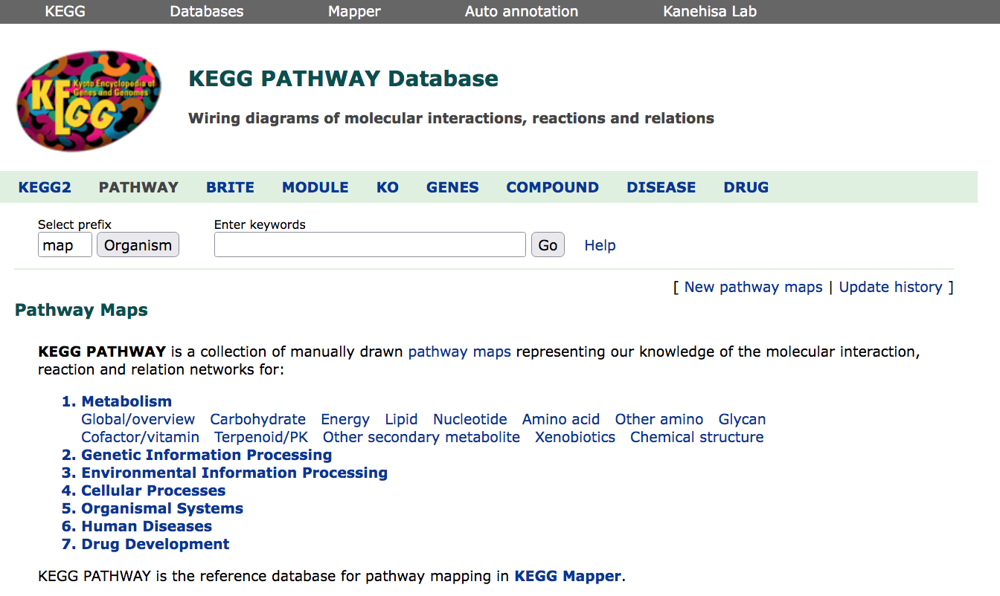 KEGG Databases Mapper Auto annotation Kanehisa Lab
Kyoto Encyclopedia of
Genes and Genomes
KEGG
KEGG PATHWAY Database
Wiring diagrams of molecular interactions, reactions and relations
KEGG2 PATHWAY BRITE MODULE KO GENES COMPOUND DISEASE DRUG
Select prefix Enter keywords
map Organism Go Help
[ New pathway maps | Update history ]
Pathway Maps
KEGG PATHWAY is a collection of manually drawn pathway maps representing our knowledge of the molecular interaction,
reaction and relation networks for:
1. Metabolism
Global/overview Carbohydrate Energy Lipid Nucleotide Amino acid Other amino Glycan
Cofactor/vitamin Terpenoid/PK Other secondary metabolite Xenobiotics Chemical structure
2. Genetic Information Processing
3. Environmental Information Processing
4. Cellular Processes
5. Organismal Systems
6. Human Diseases
7. Drug Development
KEGG PATHWAY is the reference database for pathway mapping in KEGG Mapper.